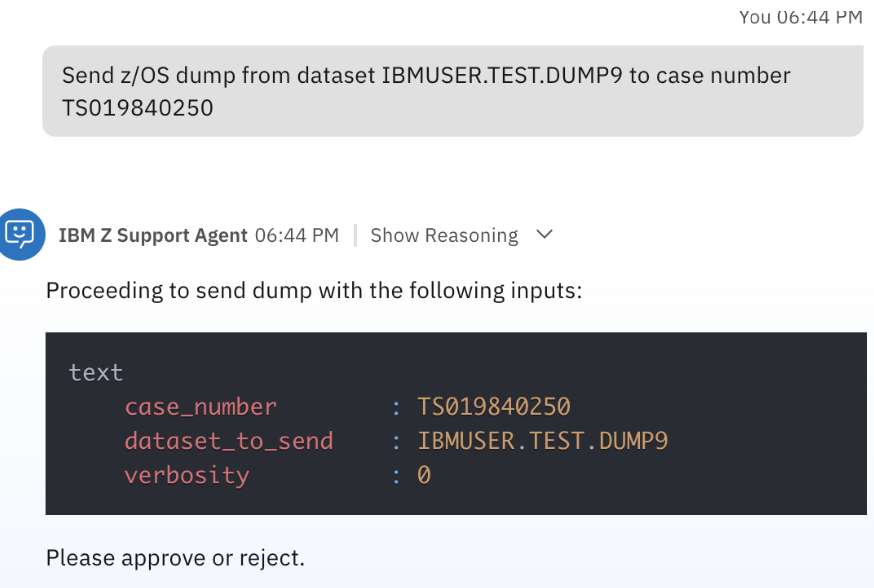 You 06:44 PM
Send z/OS dump from dataset IBMUSER.TEST.DUMP9 to case number
TS019840250
IBM Z Support Agent 06:44 PM | Show Reasoning
Proceeding to send dump with the following inputs:
text
case_number : TS019840250
dataset_to_send : IBMUSER.TEST.DUMP9
verbosity : 0
Please approve or reject.